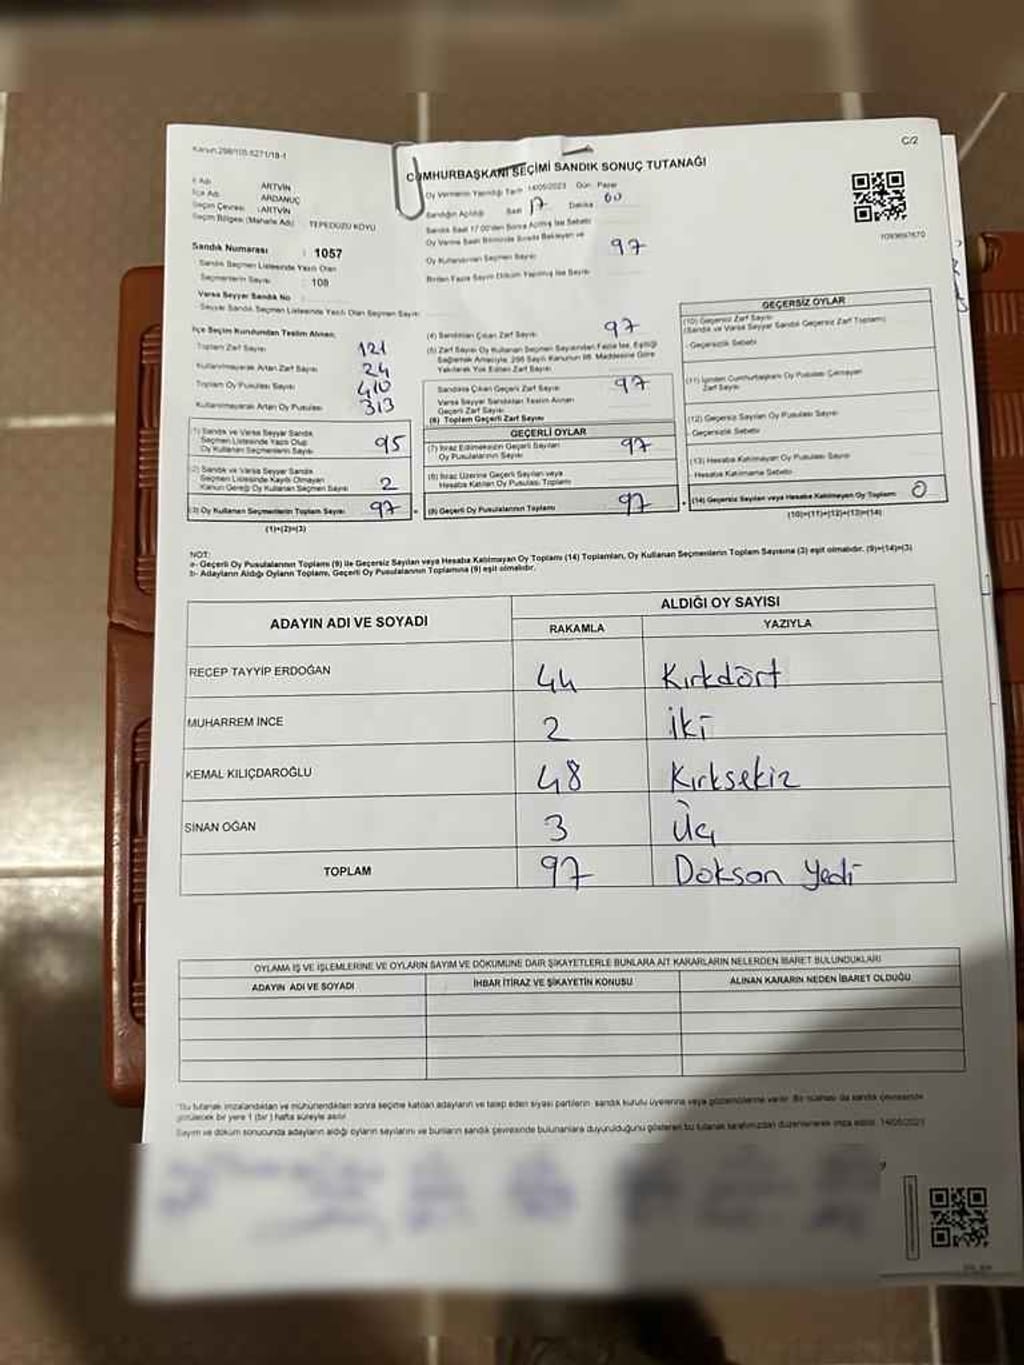 C/2
CUMHURBAŞKANI SEÇİMİ SANDIK SONUÇ TUTANAĞI
İl Adı ARTVİN
İlçe Adı ARDANUÇ
Seçim Çevresi : ARTVİN
Seçim Bölgesi (Mahalle Adı) : TEPEDÜZÜ KÖYÜ
Sandık Numarası : 1057
Sandık Seçmen Listesinde Yazılı Olan
Seçmenlerin Sayısı : 108
Varsa Seyyar Sandık No :
Seyyar Sandık Seçmen Listesinde Yazılı Olan Seçmen Sayısı
Oy Vermenin Yapıldığı Tarih 14/05/2023 Gün: Pazar
Sandığın Açıldığı Saat 17 Dakika 00
Sandık Saat 17.00'den Sonra Açılmış İse Sebebi
Oy Verme Saati Bitiminde Sırada Bekleyen ve
Oy Kullandırılan Seçmen Sayısı 97
Birden Fazla Sayım Döküm Yapılmış İse Sayısı
İlçe Seçim Kurulundan Teslim Alınan;
Toplam Zarf Sayısı 121
Kullanılmayarak Artan Zarf Sayısı 24
Toplam Oy Pusulası Sayısı 410
Kullanılmayarak Artan Oy Pusulası 313
(1) Sandık ve Varsa Seyyar Sandık
Seçmen Listesinde Yazılı Olup
Oy Kullanan Seçmenlerin Sayısı 95
(2) Sandık ve Varsa Seyyar Sandık
Seçmen Listesinde Kayıtlı Olmayan
Kanun Gereği Oy Kullanan Seçmen Sayısı 2
(3) Oy Kullanan Seçmenlerin Toplam Sayısı 97
(1)+(2)=(3)
(4) Sandıktan Çıkan Zarf Sayısı 97
(5) Zarf Sayısı Oy Kullanan Seçmen Sayısından Fazla İse, Eşitliği
Sağlamak Amacıyla, 298 Sayılı Kanunun 98. Maddesine Göre
Yakılarak Yok Edilen Zarf Sayısı
Sandıkta Çıkan Geçerli Zarf Sayısı 97
Varsa Seyyar Sandıktan Teslim Alınan
Geçerli Zarf Sayısı
(6) Toplam Geçerli Zarf Sayısı
GEÇERLİ OYLAR
(7) İtiraz Edilmeksizin Geçerli Sayılan
Oy Pusulalarının Sayısı 97
(8) İtiraz Üzerine Geçerli Sayılan veya
Hesaba Katılan Oy Pusulası Toplamı
(9) Geçerli Oy Pusulalarının Toplamı 97
GEÇERSİZ OYLAR
(10) Geçersiz Zarf Sayısı
(Sandık ve Varsa Seyyar Sandık Geçersiz Zarf Toplamı)
- Geçersizlik Sebebi
(11) İçinden Cumhurbaşkanı Oy Pusulası Çıkmayan
Zarf Sayısı
(12) Geçersiz Sayılan Oy Pusulası Sayısı
- Geçersizlik Sebebi
(13) Hesaba Katılmayan Oy Pusulası Sayısı
- Hesaba Katılmama Sebebi
(14) Geçersiz Sayılan veya Hesaba Katılmayan Oy Toplamı 0
(10)+(11)+(12)+(13)=(14)
NOT:
a- Geçerli Oy Pusulalarının Toplamı (9) ile Geçersiz Sayılan veya Hesaba Katılmayan Oy Toplamı (14) Toplamları, Oy Kullanan Seçmenlerin Toplam Sayısına (3) eşit olmalıdır. (9)+(14)=(3)
b- Adayların Aldığı Oyların Toplamı, Geçerli Oy Pusulalarının Toplamına (9) eşit olmalıdır.
ADAYIN ADI VE SOYADI
ALDIĞI OY SAYISI
RAKAMLA YAZIYLA
RECEP TAYYİP ERDOĞAN 44 Kırkdört
MUHARREM İNCE 2 İki
KEMAL KILIÇDAROĞLU 48 Kırksekiz
SİNAN OĞAN 3 Üç
TOPLAM 97 Doksan Yedi
OYLAMA İŞ VE İŞLEMLERİNE VE OYLARIN SAYIM VE DÖKÜMÜNE DAİR ŞİKAYETLERLE BUNLARA AİT KARARLARIN NELERDEN İBARET BULUNDUKLARI
ADAYIN ADI VE SOYADI İHBAR İTİRAZ VE ŞİKAYETİN KONUSU ALINAN KARARIN NEDEN İBARET OLDUĞU
"Bu tutanak imzalandıktan ve mühürlendikten sonra seçime katılan adayların ve talep eden siyasi partilerin sandık kurulu üyelerine veya gözlemcilerine verilir. Bir nüshası da sandık çevresinde
görülecek bir yere 1 (bir) hafta süreyle asılır.
Sayım ve döküm sonucunda adayların aldığı oyların sayılarını ve bunların sandık çevresinde bulunanlara duyurulduğunu gösteren bu tutanak tarafımızdan düzenlenerek imza edildi. 14/05/2023